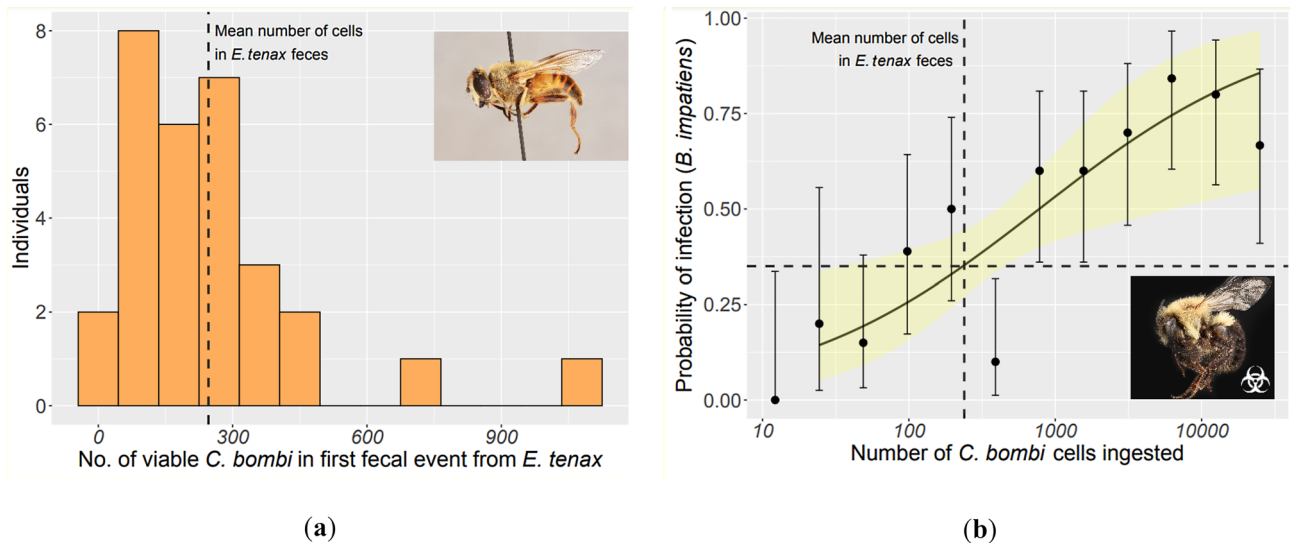 8
6
4
2
0
Individuals
Mean number of cells
in E. tenax feces
0 300 600 900
No. of viable C. bombi in first fecal event from E. tenax
(a)
1.00
0.75
0.50
0.25
0.00
Probability of infection (B. impatiens)
Mean number of cells
in E. tenax feces
10 100 1000 10000
Number of C. bombi cells ingested
(b)